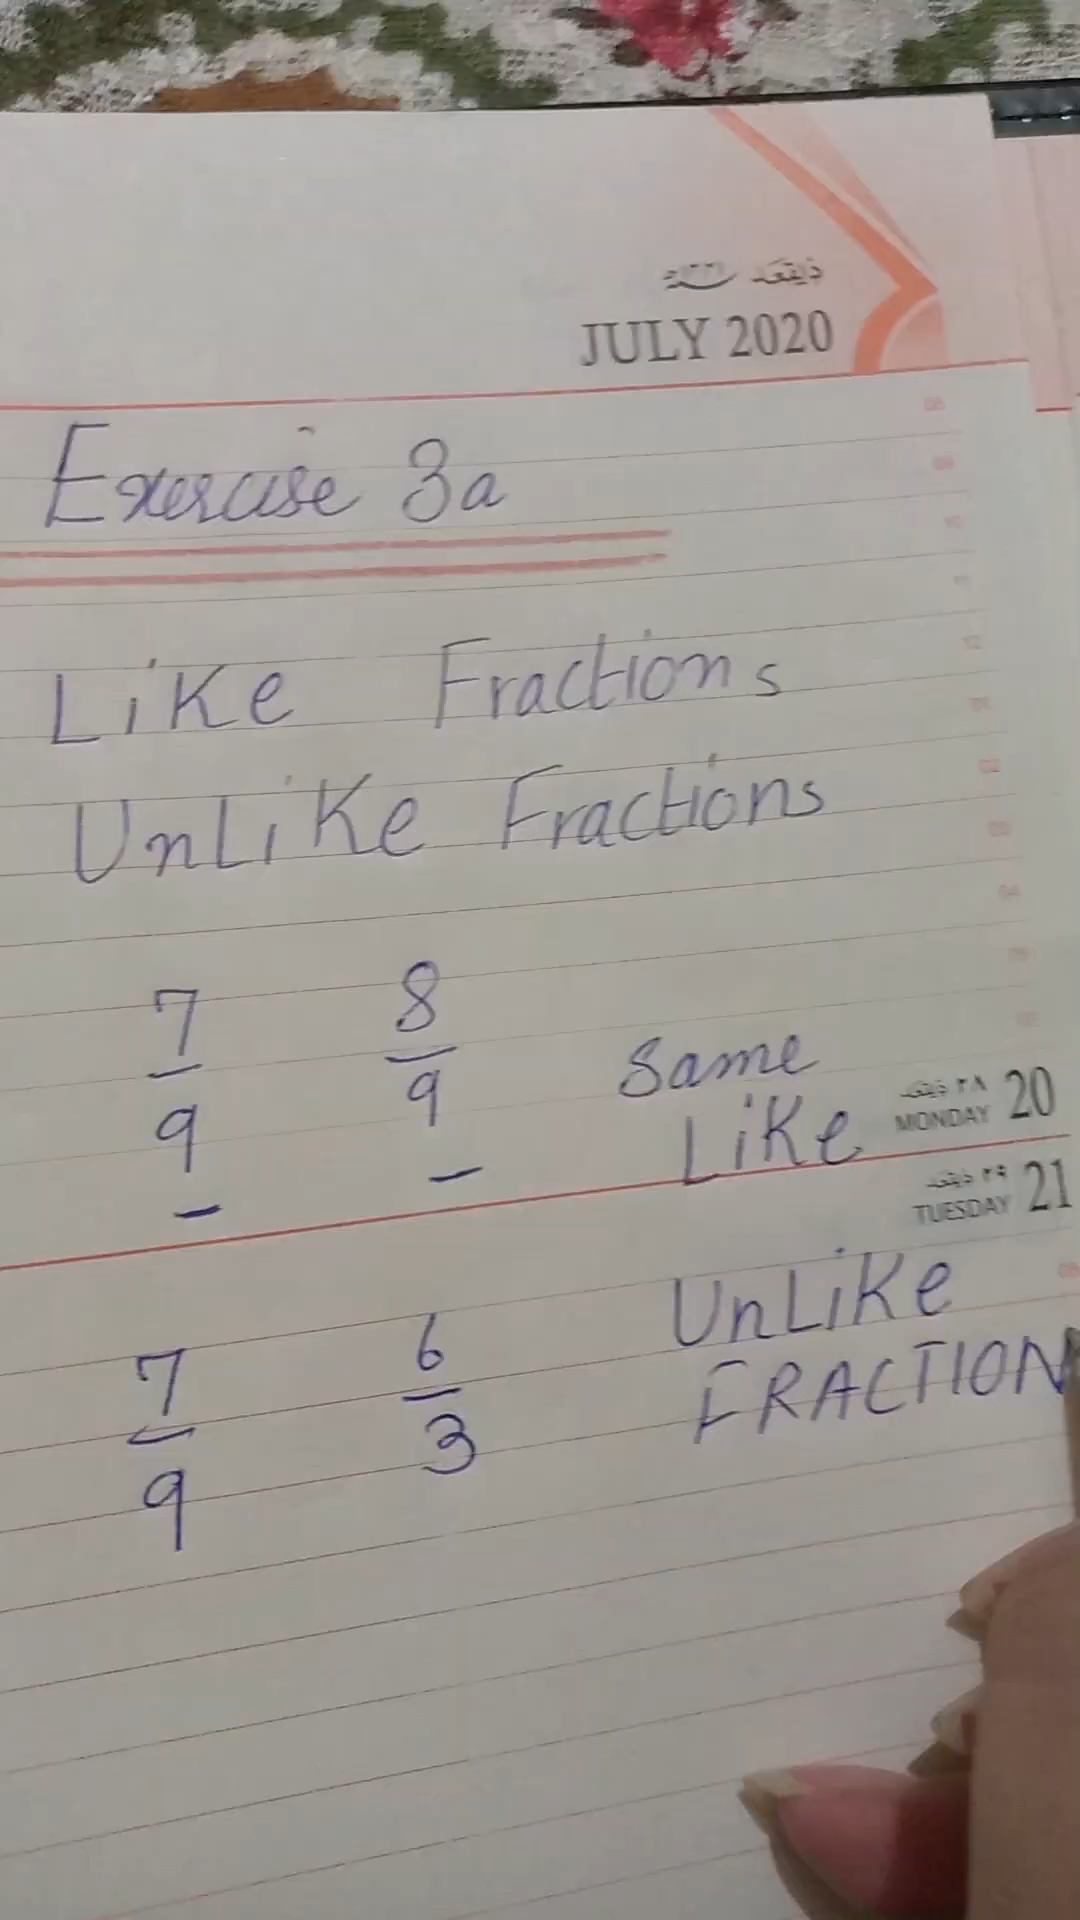 JULY 2020
Exercise 3a
Like Fractions
UnLike Fractions
7/9 8/9 Same
Like
MONDAY 20
TUESDAY 21
7/9 6/3 UnLike
FRACTION